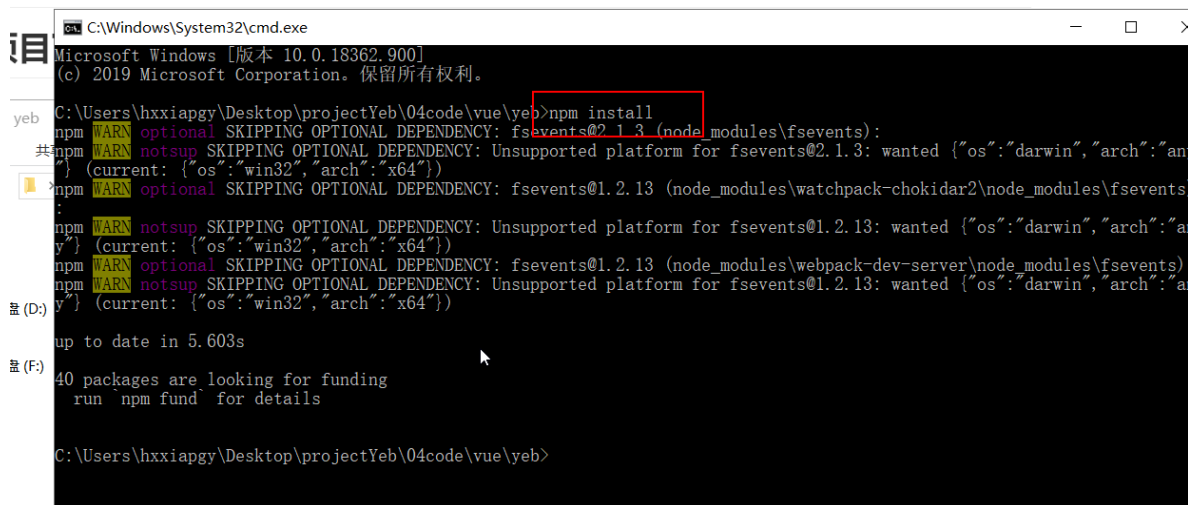 C:\Windows\System32\cmd.exe
Microsoft Windows [版本 10.0.18362.900]
(c) 2019 Microsoft Corporation。保留所有权利。
C:\Users\hxxiapgy\Desktop\projectYeb\04code\vue\yeb>npm install
npm WARN optional SKIPPING OPTIONAL DEPENDENCY: fsevents@2.1.3 (node_modules\fsevents):
npm WARN notsup SKIPPING OPTIONAL DEPENDENCY: Unsupported platform for fsevents@2.1.3: wanted {"os":"darwin","arch":"an
"} (current: {"os":"win32","arch":"x64"})
npm WARN optional SKIPPING OPTIONAL DEPENDENCY: fsevents@1.2.13 (node_modules\watchpack-chokidar2\node_modules\fsevents
:
npm WARN notsup SKIPPING OPTIONAL DEPENDENCY: Unsupported platform for fsevents@1.2.13: wanted {"os":"darwin","arch":"a
y"} (current: {"os":"win32","arch":"x64"})
npm WARN optional SKIPPING OPTIONAL DEPENDENCY: fsevents@1.2.13 (node_modules\webpack-dev-server\node_modules\fsevents)
npm WARN notsup SKIPPING OPTIONAL DEPENDENCY: Unsupported platform for fsevents@1.2.13: wanted {"os":"darwin","arch":"a
y"} (current: {"os":"win32","arch":"x64"})
up to date in 5.603s
40 packages are looking for funding
run `npm fund` for details
C:\Users\hxxiapgy\Desktop\projectYeb\04code\vue\yeb>
目
yeb
共
盘 (D:)
盘 (F:)